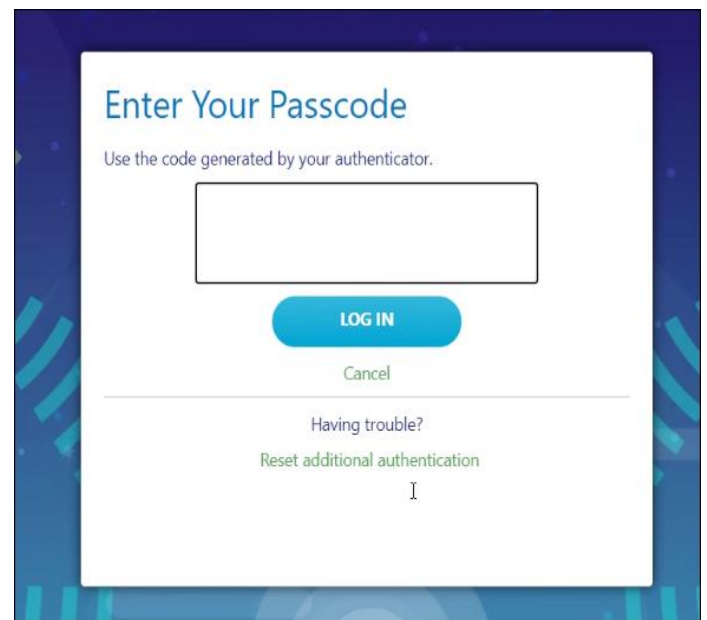 Enter Your Passcode
Use the code generated by your authenticator.
LOG IN
Cancel
Having trouble?
Reset additional authentication